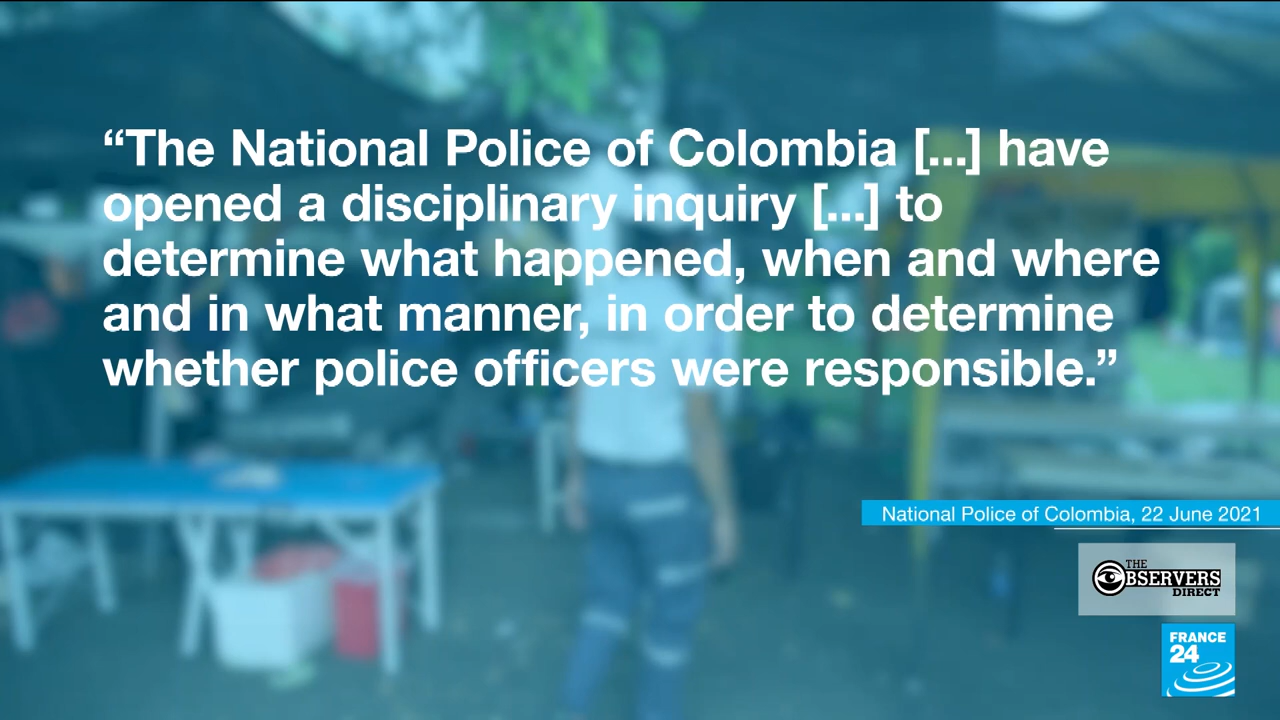 “The National Police of Colombia [...] have
opened a disciplinary inquiry [...] to
determine what happened, when and where
and in what manner, in order to determine
whether police officers were responsible.”
National Police of Colombia, 22 June 2021
THE
OBSERVERS
DIRECT
FRANCE
24